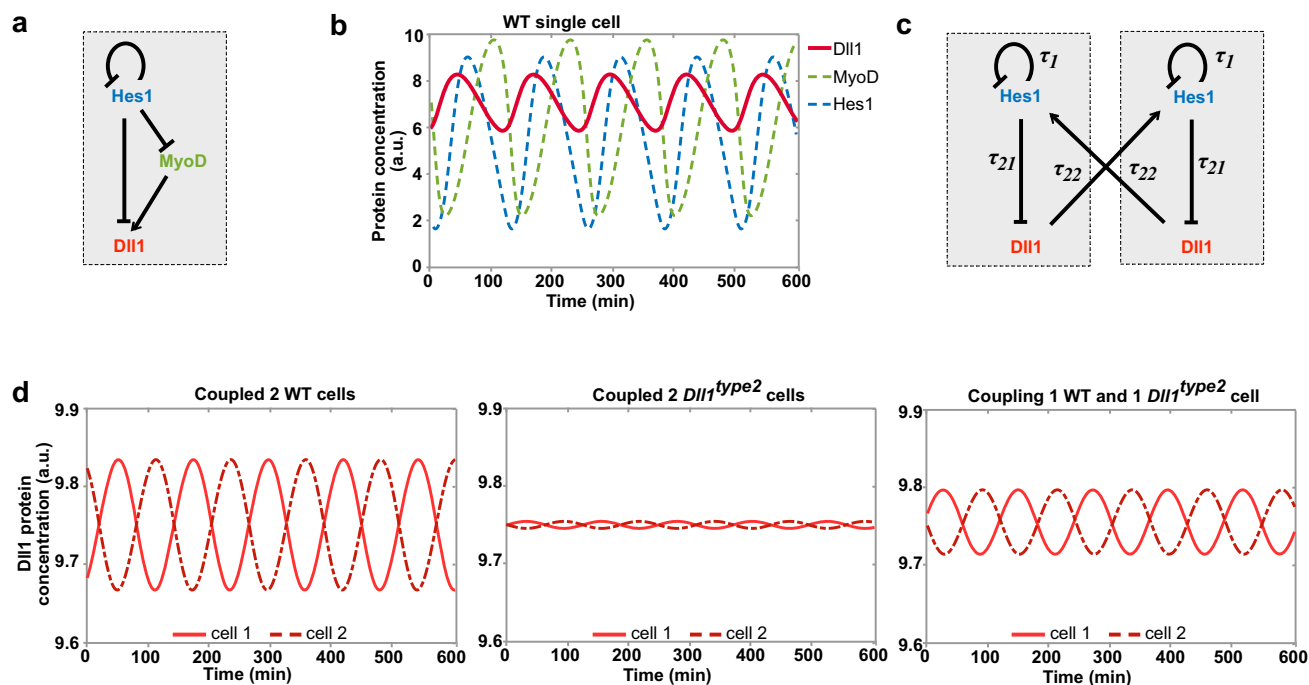 a
Hes1
MyoD
Dll1
b
WT single cell
Protein concentration
(a.u.)
10
8
6
4
2
0
0 100 200 300 400 500 600
Time (min)
Dll1
MyoD
Hes1
c
τ1 τ1
Hes1 Hes1
τ21 τ22 τ22 τ21
Dll1 Dll1
d
Coupled 2 WT cells
Dll1 protein
concentration (a.u.)
9.9
9.8
9.7
9.6
cell 1 cell 2
0 100 200 300 400 500 600
Time (min)
Coupled 2 Dll1type2 cells
9.9
9.8
9.7
9.6
cell 1 cell 2
0 100 200 300 400 500 600
Time (min)
Coupling 1 WT and 1 Dll1type2 cell
9.9
9.8
9.7
9.6
cell 1 cell 2
0 100 200 300 400 500 600
Time (min)